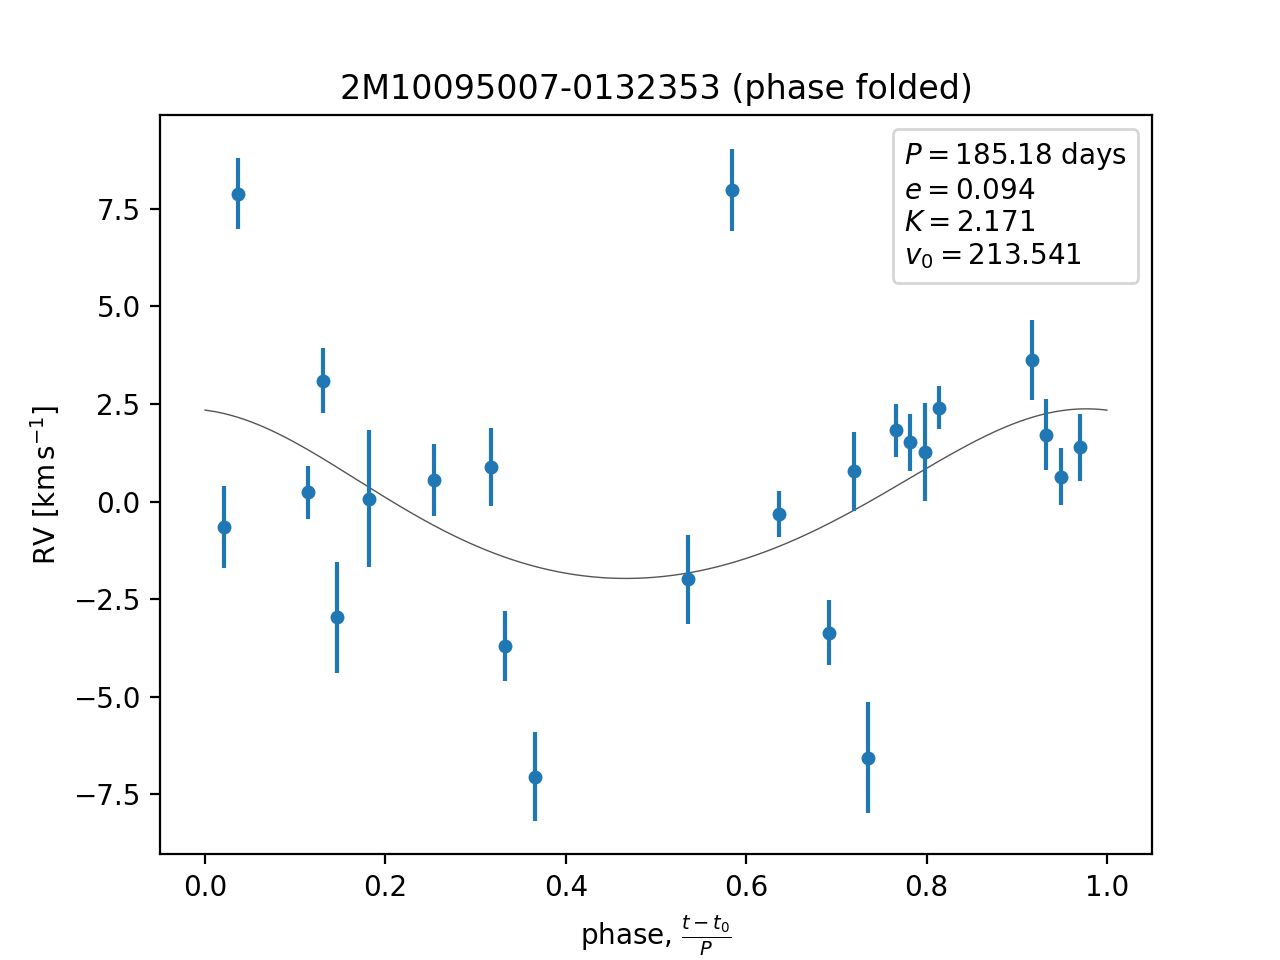 2M10095007-0132353 (phase folded)
P = 185.18 days
e = 0.094
K = 2.171
v₀ = 213.541
7.5
5.0
2.5
0.0
−2.5
−5.0
−7.5
RV [km s⁻¹]
0.0 0.2 0.4 0.6 0.8 1.0
phase, (t − t₀)/P